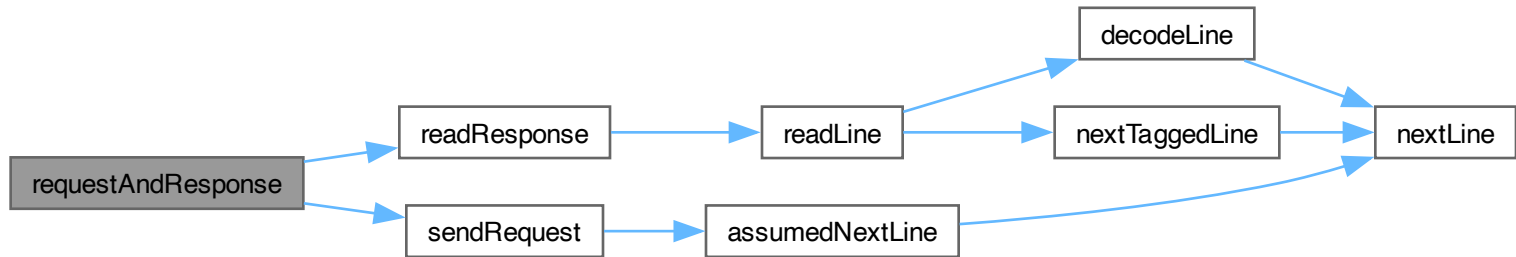 requestAndResponse
readResponse
sendRequest
readLine
assumedNextLine
decodeLine
nextTaggedLine
nextLine